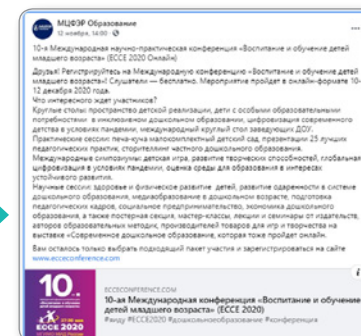 МЦФЭР Образование
12 ноября, 14:00
10-я Международная научно-практическая конференция «Воспитание и обучение детей
младшего возраста» (ECCE 2020 Онлайн)
Друзья! Регистрируйтесь на Международную конференцию «Воспитание и обучение детей
младшего возраста»! Слушатели — бесплатно. Мероприятие пройдет в онлайн-формате 10-
12 декабря 2020 года.
Что интересного ждет участников?
Круглые столы: пространство детской реализации, дети с особыми образовательными
потребностями в инклюзивном дошкольном образовании, цифровизация современного
детства в условиях пандемии, международный круглый стол заведующих ДОУ.
Практические сессии: печа-куча малокомплектный детский сад, презентации 25 лучших
педагогических практик, сторителлинг частного дошкольного образования.
Международные симпозиумы: детская игра, развитие творческих способностей, глобальная
цифровизация в условиях пандемии, оценка среды для образования в интересах
устойчивого развития.
Научные сессии: здоровье и физическое развитие детей, развитие одаренности в системе
дошкольного образования, медиаобразование в дошкольном возрасте, подготовка
педагогических кадров, социальное предпринимательство, экономика дошкольного
образования, а также постерная секция, мастер-классы, лекции и семинары от издательств,
авторов образовательных методик, производителей товаров для игр и творчества на
выставке «Современное дошкольное образование, которая тоже пройдет онлайн.
Вам осталось только выбрать подходящий пакет участия и зарегистрироваться на сайте
www.ecceconference.com
10
ECCE 2020
ECCECONFERENCE.COM
10-ая Международная конференция «Воспитание и обучение
детей младшего возраста» (ECCE 2020)
#анду #ECCE2020 #дошкольноеобразование #конференция